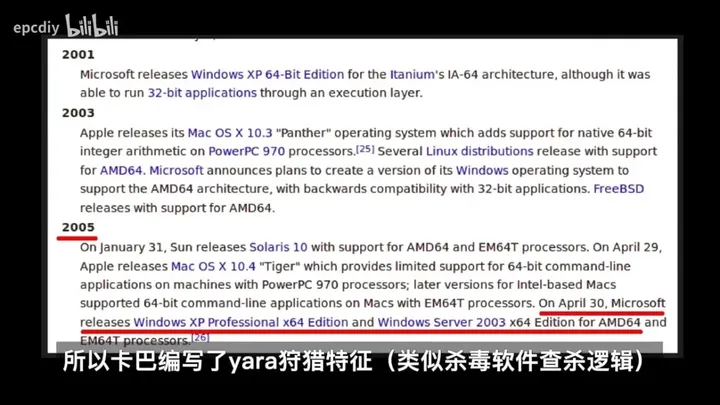 epcdiy bilibili
2001
Microsoft releases Windows XP 64-Bit Edition for the Itanium's IA-64 architecture, although it was
able to run 32-bit applications through an execution layer.
2003
Apple releases its Mac OS X 10.3 "Panther" operating system which adds support for native 64-bit
integer arithmetic on PowerPC 970 processors.[25] Several Linux distributions release with support
for AMD64. Microsoft announces plans to create a version of its Windows operating system to
support the AMD64 architecture, with backwards compatibility with 32-bit applications. FreeBSD
releases with support for AMD64.
2005
On January 31, Sun releases Solaris 10 with support for AMD64 and EM64T processors. On April 29,
Apple releases Mac OS X 10.4 "Tiger" which provides limited support for 64-bit command-line
applications on machines with PowerPC 970 processors; later versions for Intel-based Macs
supported 64-bit command-line applications on Macs with EM64T processors. On April 30, Microsoft
releases Windows XP Professional x64 Edition and Windows Server 2003 x64 Edition for AMD64 and
EM64T processors.[26]
所以卡巴编写了yara狩猎特征（类似杀毒软件查杀逻辑）